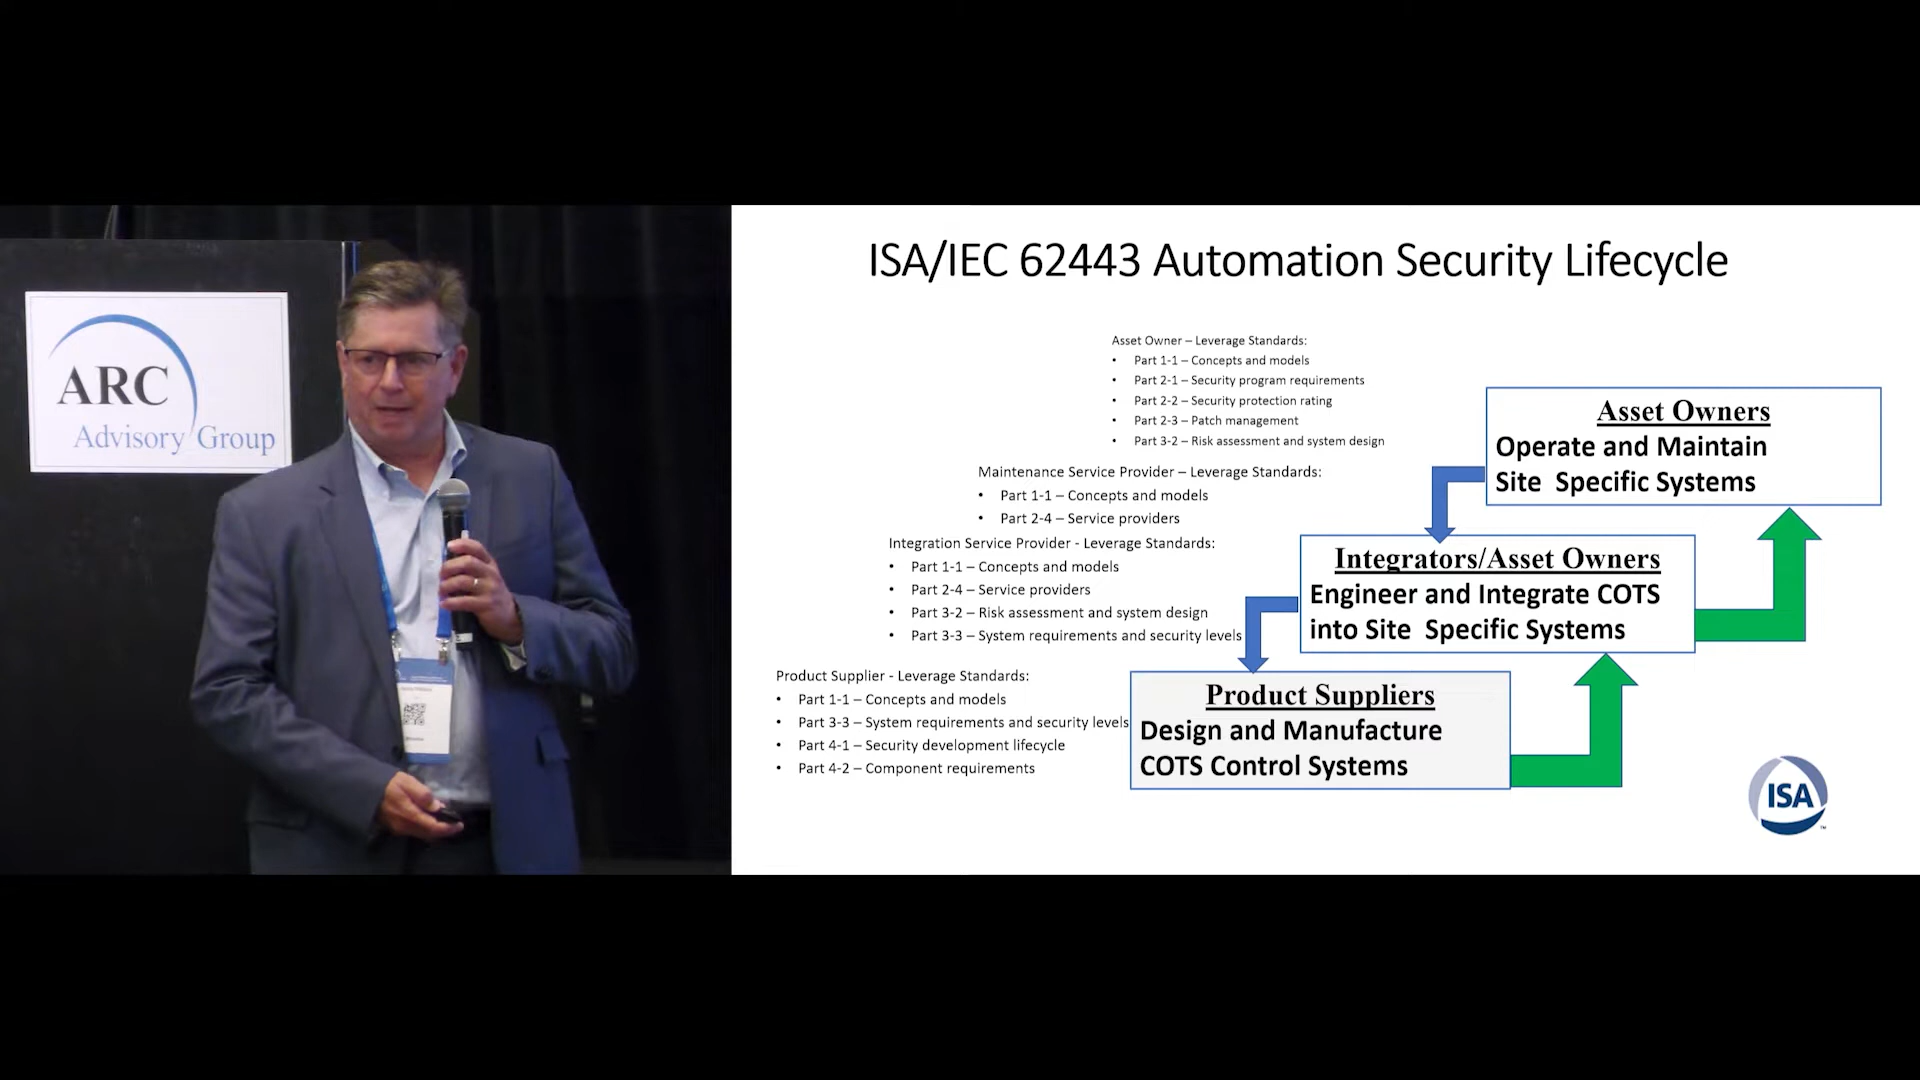 ARC
Advisory Group
ISA/IEC 62443 Automation Security Lifecycle
Asset Owner – Leverage Standards:
• Part 1-1 – Concepts and models
• Part 2-1 – Security program requirements
• Part 2-2 – Security protection rating
• Part 2-3 – Patch management
• Part 3-2 – Risk assessment and system design
Maintenance Service Provider – Leverage Standards:
• Part 1-1 – Concepts and models
• Part 2-4 – Service providers
Integration Service Provider - Leverage Standards:
• Part 1-1 – Concepts and models
• Part 2-4 – Service providers
• Part 3-2 – Risk assessment and system design
• Part 3-3 – System requirements and security levels
Product Supplier - Leverage Standards:
• Part 1-1 – Concepts and models
• Part 3-3 – System requirements and security levels
• Part 4-1 – Security development lifecycle
• Part 4-2 – Component requirements
Asset Owners
Operate and Maintain
Site Specific Systems
Integrators/Asset Owners
Engineer and Integrate COTS
into Site Specific Systems
Product Suppliers
Design and Manufacture
COTS Control Systems
ISA
TM